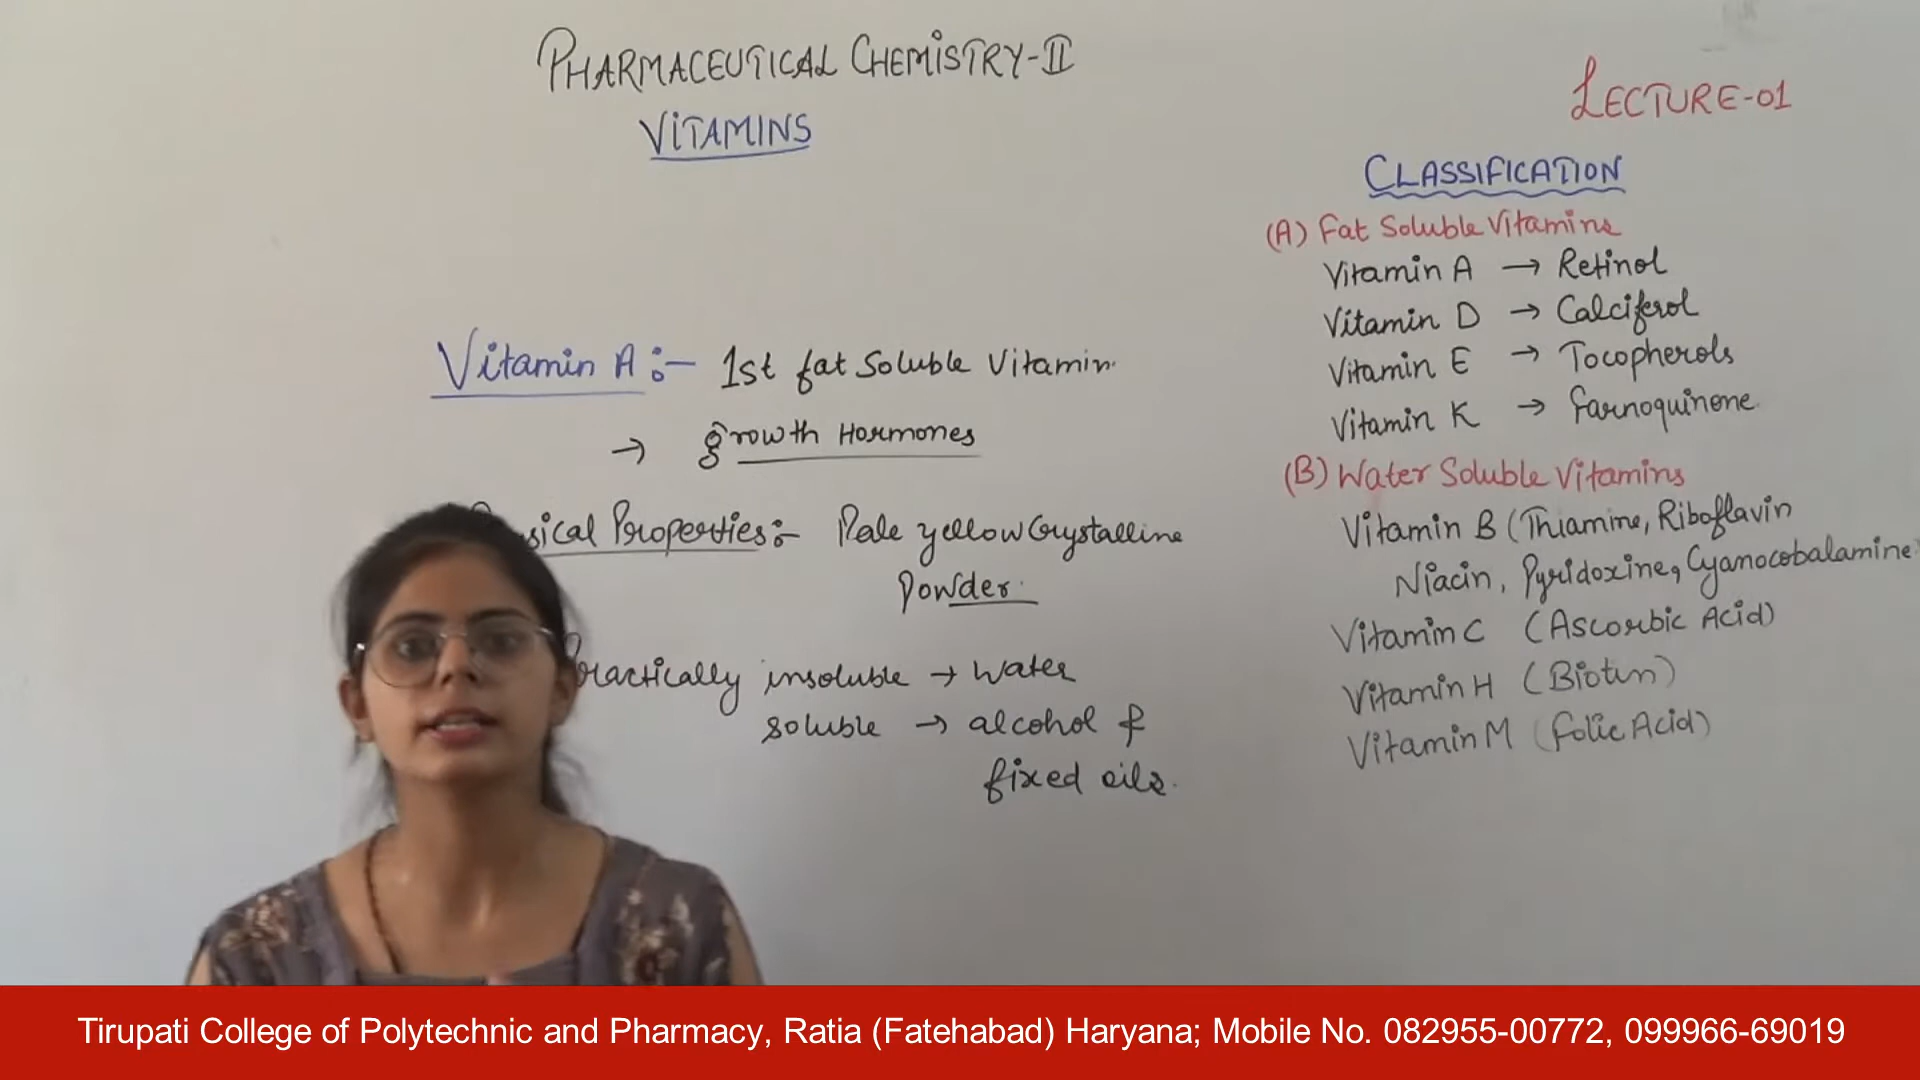 PHARMACEUTICAL CHEMISTRY-II
VITAMINS
LECTURE-01
Vitamin A:- 1st fat Soluble Vitamin.
→ growth Hormones
sical Properties:- Pale yellow Crystalline
Powder.
Practically insoluble → Water
soluble → alcohol &
fixed oils.
CLASSIFICATION
(A) Fat Soluble Vitamins
Vitamin A → Retinol
Vitamin D → Calciferol
Vitamin E → Tocopherols
Vitamin K → farnoquinone.
(B) Water Soluble Vitamins
Vitamin B (Thiamine, Riboflavin
Niacin, Pyridoxine, Cyanocobalamine)
Vitamin C (Ascorbic Acid)
Vitamin H (Biotin)
Vitamin M (Folic Acid)
Tirupati College of Polytechnic and Pharmacy, Ratia (Fatehabad) Haryana; Mobile No. 082955-00772, 099966-69019